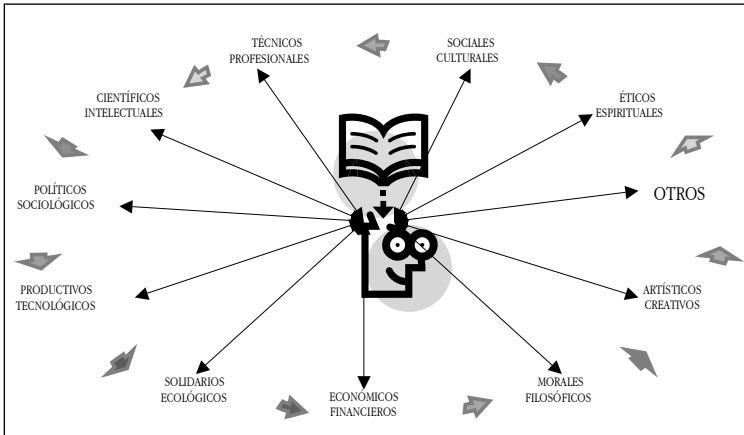 TÉCNICOS
PROFESIONALES
SOCIALES
CULTURALES
CIENTÍFICOS
INTELECTUALES
ÉTICOS
ESPIRITUALES
POLÍTICOS
SOCIOLÓGICOS
OTROS
PRODUCTIVOS
TECNOLÓGICOS
ARTÍSTICOS
CREATIVOS
SOLIDARIOS
ECOLÓGICOS
ECONÓMICOS
FINANCIEROS
MORALES
FILOSÓFICOS